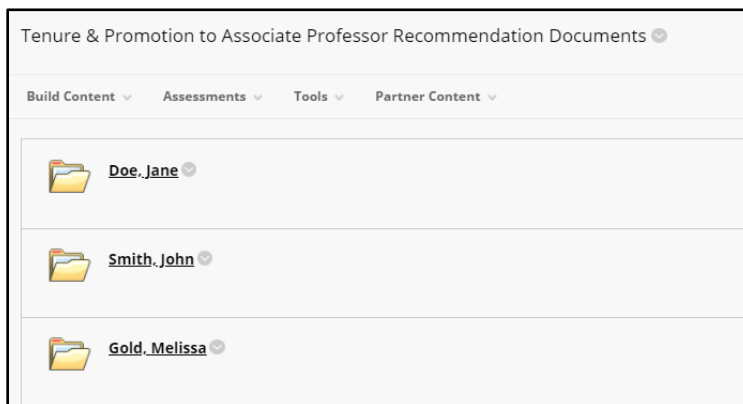 Tenure & Promotion to Associate Professor Recommendation Documents
Build Content Assessments Tools Partner Content
Doe, Jane
Smith, John
Gold, Melissa